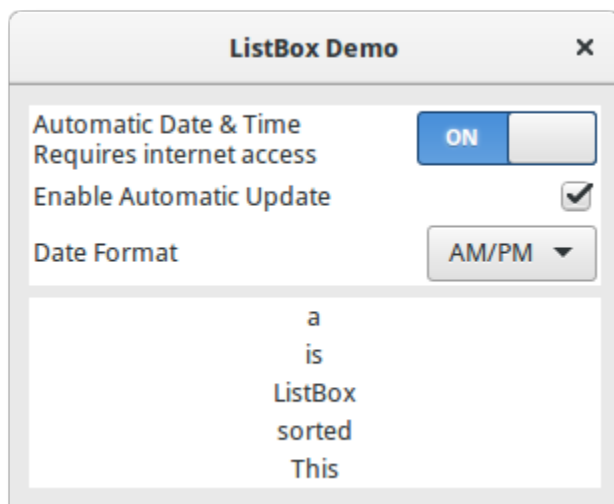 ListBox Demo
Automatic Date & Time
Requires internet access
ON
Enable Automatic Update
Date Format
AM/PM
a
is
ListBox
sorted
This